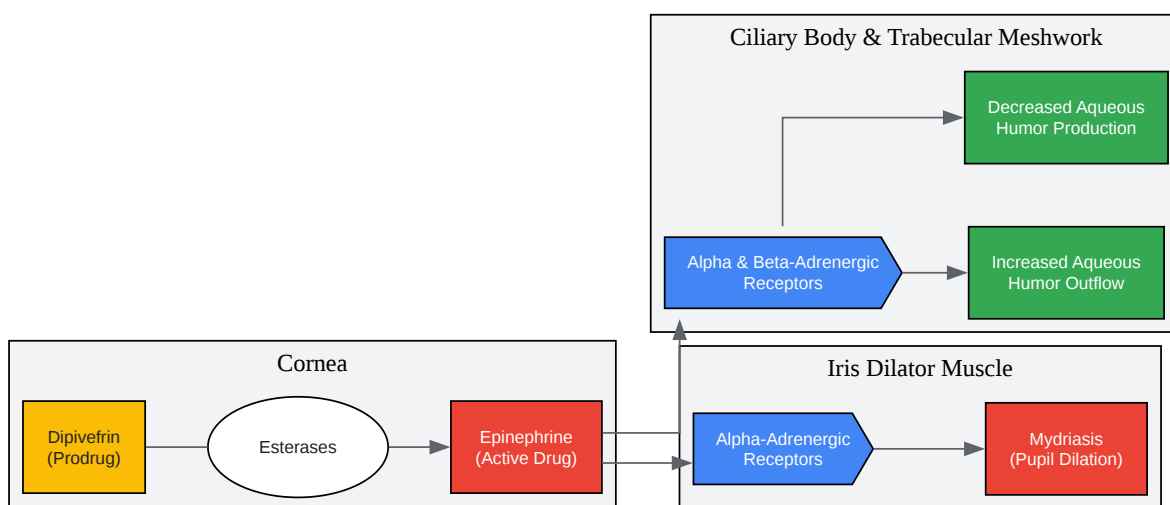 Ciliary Body & Trabecular Meshwork
Decreased Aqueous
Humor Production
Alpha & Beta-Adrenergic
Receptors
Increased Aqueous
Humor Outflow
Cornea
Dipivefrin
(Prodrug)
Esterases
Epinephrine
(Active Drug)
Iris Dilator Muscle
Alpha-Adrenergic
Receptors
Mydriasis
(Pupil Dilation)